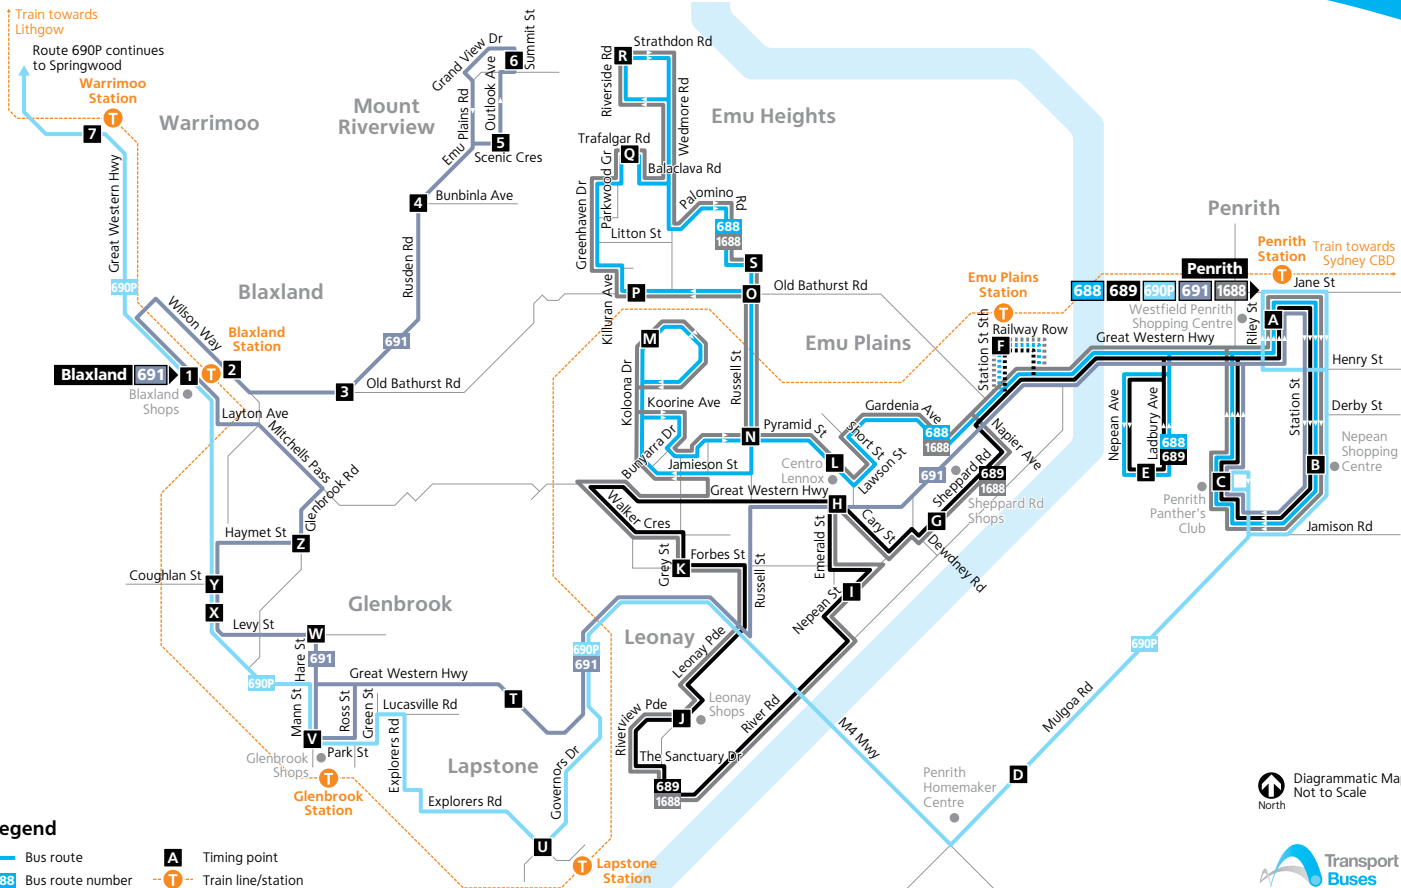 Train towards
Lithgow
Route 690P continues
to Springwood
Warrimoo
Station
T
7
Warrimoo
Great Western Hwy
690P
Grand View Dr
Summit St
6
Mount
Riverview
Emu Plains Rd
Outlook Ave
5
Scenic Cres
4
Bunbinla Ave
Rusden Rd
691
Blaxland
Wilson Way
Blaxland
Station
T
Blaxland
691
1
2
3
Old Bathurst Rd
Blaxland
Shops
Layton Ave
Mitchells Pass
Glenbrook Rd
Haymet St
Z
Coughlan St
Y
X
Levy St
W
Glenbrook
Hare St
691
690P
Mann St
Great Western Hwy
Ross St
Green St
Lucasville Rd
T
V
Park St
Glenbrook
Shops
T
Glenbrook
Station
Explorers Rd
Explorers Rd
Lapstone
Governors Dr
U
T
Lapstone
Station
690P
691
R
Strathdon Rd
Riverside Rd
Wedmore Rd
Emu Heights
Trafalgar Rd
Q
Balaclava Rd
Parkwood Gr
Greenhaven Dr
Palomino
Rd
688
1688
Litton St
S
P
O
Old Bathurst Rd
Killuran Ave
M
Emu Plains
Koloona Dr
Russell St
Koorine Ave
Bunyarra Dr
N
Pyramid St
Jamieson St
Centro
Lennox
L
Great Western Hwy
Gardenia Ave
short St
Lawson St
688
1688
691
Sheppard Rd
Napier Ave
689
1688
Sheppard Rd
Shops
Walker
Cres
H
Cary St
G
Dewdney Rd
Grey St
K
Forbes St
Russell St
Emerald St
I
Nepean St
Leonay
Leonay Pde
Leonay
Shops
J
Riverview
Pde
The Sanctuary Dr
River Rd
689
1688
Emu Plains
Station
T
Station St Sth
F
Railway Row
Great Western Hwy
Penrith
Penrith
Station
T
Train towards
Sydney CBD
Penrith
688
689
690P
691
1688
Jane St
Westfield Penrith
Shopping Centre
Riley St
A
Henry St
Station St
Derby St
Nepean Ave
Ladbury Ave
688
689
E
Nepean
Shopping
Centre
B
C
Penrith
Panther's
Club
Jamison Rd
690P
Mulgoa Rd
M4 Mwy
D
Penrith
Homemaker
Centre
Diagrammatic Ma
Not to Scale
North
egend
Bus route
A
Timing point
88
Bus route number
T
Train line/station
Transport
Buses